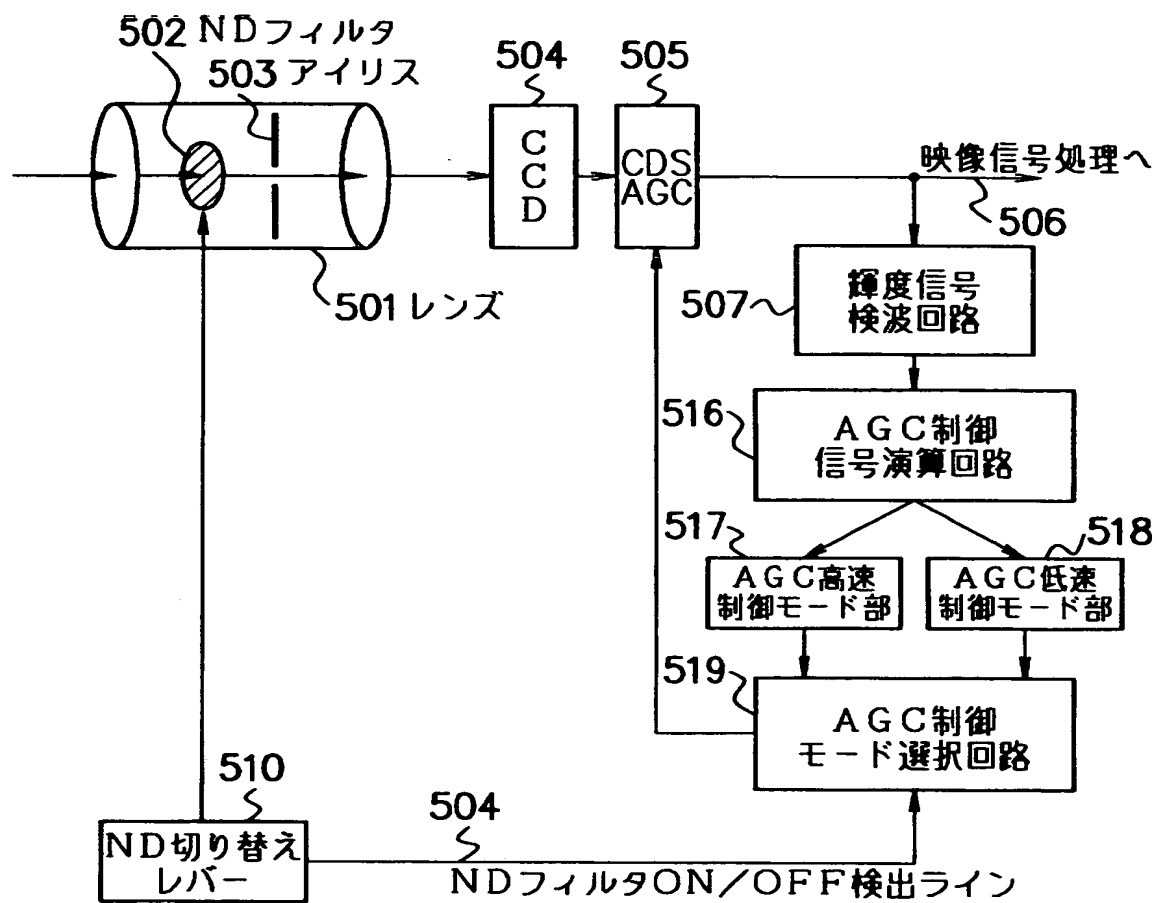 502 NDフィルタ
503 アイリス
504
505
CCD
CDS
AGC
映像信号処理へ
506
501 レンズ
507
輝度信号
検波回路
516
AGC制御
信号演算回路
517
518
AGC高速
制御モード部
AGC低速
制御モード部
519
AGC制御
モード選択回路
510
504
ND切り替え
レバー
NDフィルタON/OFF検出ライン